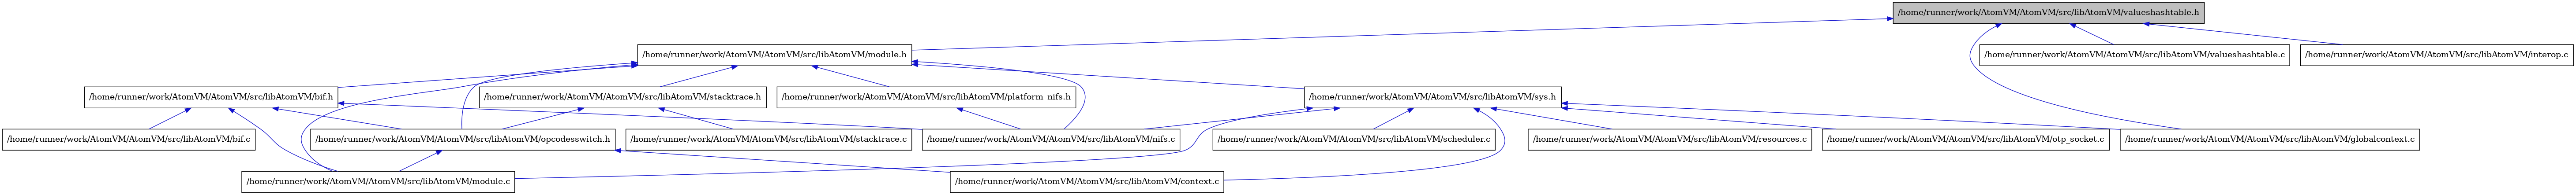 /home/runner/work/AtomVM/AtomVM/src/libAtomVM/valueshashtable.h
/home/runner/work/AtomVM/AtomVM/src/libAtomVM/module.h
/home/runner/work/AtomVM/AtomVM/src/libAtomVM/valueshashtable.c
/home/runner/work/AtomVM/AtomVM/src/libAtomVM/interop.c
/home/runner/work/AtomVM/AtomVM/src/libAtomVM/bif.h
/home/runner/work/AtomVM/AtomVM/src/libAtomVM/stacktrace.h
/home/runner/work/AtomVM/AtomVM/src/libAtomVM/platform_nifs.h
/home/runner/work/AtomVM/AtomVM/src/libAtomVM/sys.h
/home/runner/work/AtomVM/AtomVM/src/libAtomVM/bif.c
/home/runner/work/AtomVM/AtomVM/src/libAtomVM/opcodesswitch.h
/home/runner/work/AtomVM/AtomVM/src/libAtomVM/stacktrace.c
/home/runner/work/AtomVM/AtomVM/src/libAtomVM/nifs.c
/home/runner/work/AtomVM/AtomVM/src/libAtomVM/scheduler.c
/home/runner/work/AtomVM/AtomVM/src/libAtomVM/resources.c
/home/runner/work/AtomVM/AtomVM/src/libAtomVM/otp_socket.c
/home/runner/work/AtomVM/AtomVM/src/libAtomVM/globalcontext.c
/home/runner/work/AtomVM/AtomVM/src/libAtomVM/module.c
/home/runner/work/AtomVM/AtomVM/src/libAtomVM/context.c